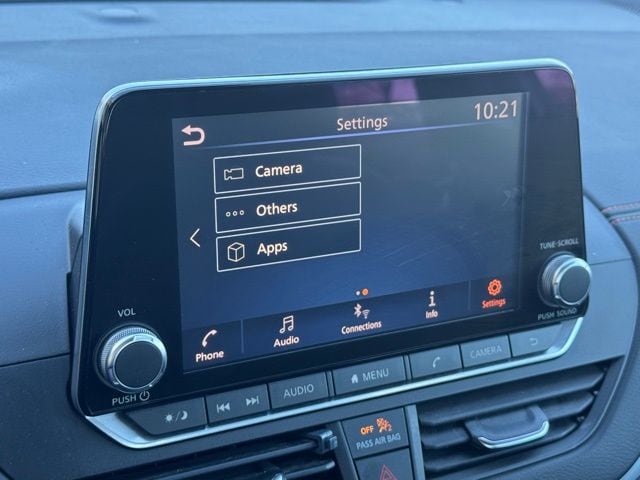 Settings
10:21
Camera
Others
Apps
Phone
Audio
Connections
Info
Settings
VOL
PUSH
TUNE·SCROLL
PUSH SOUND
AUDIO
MENU
CAMERA
OFF
PASS AIR BAG